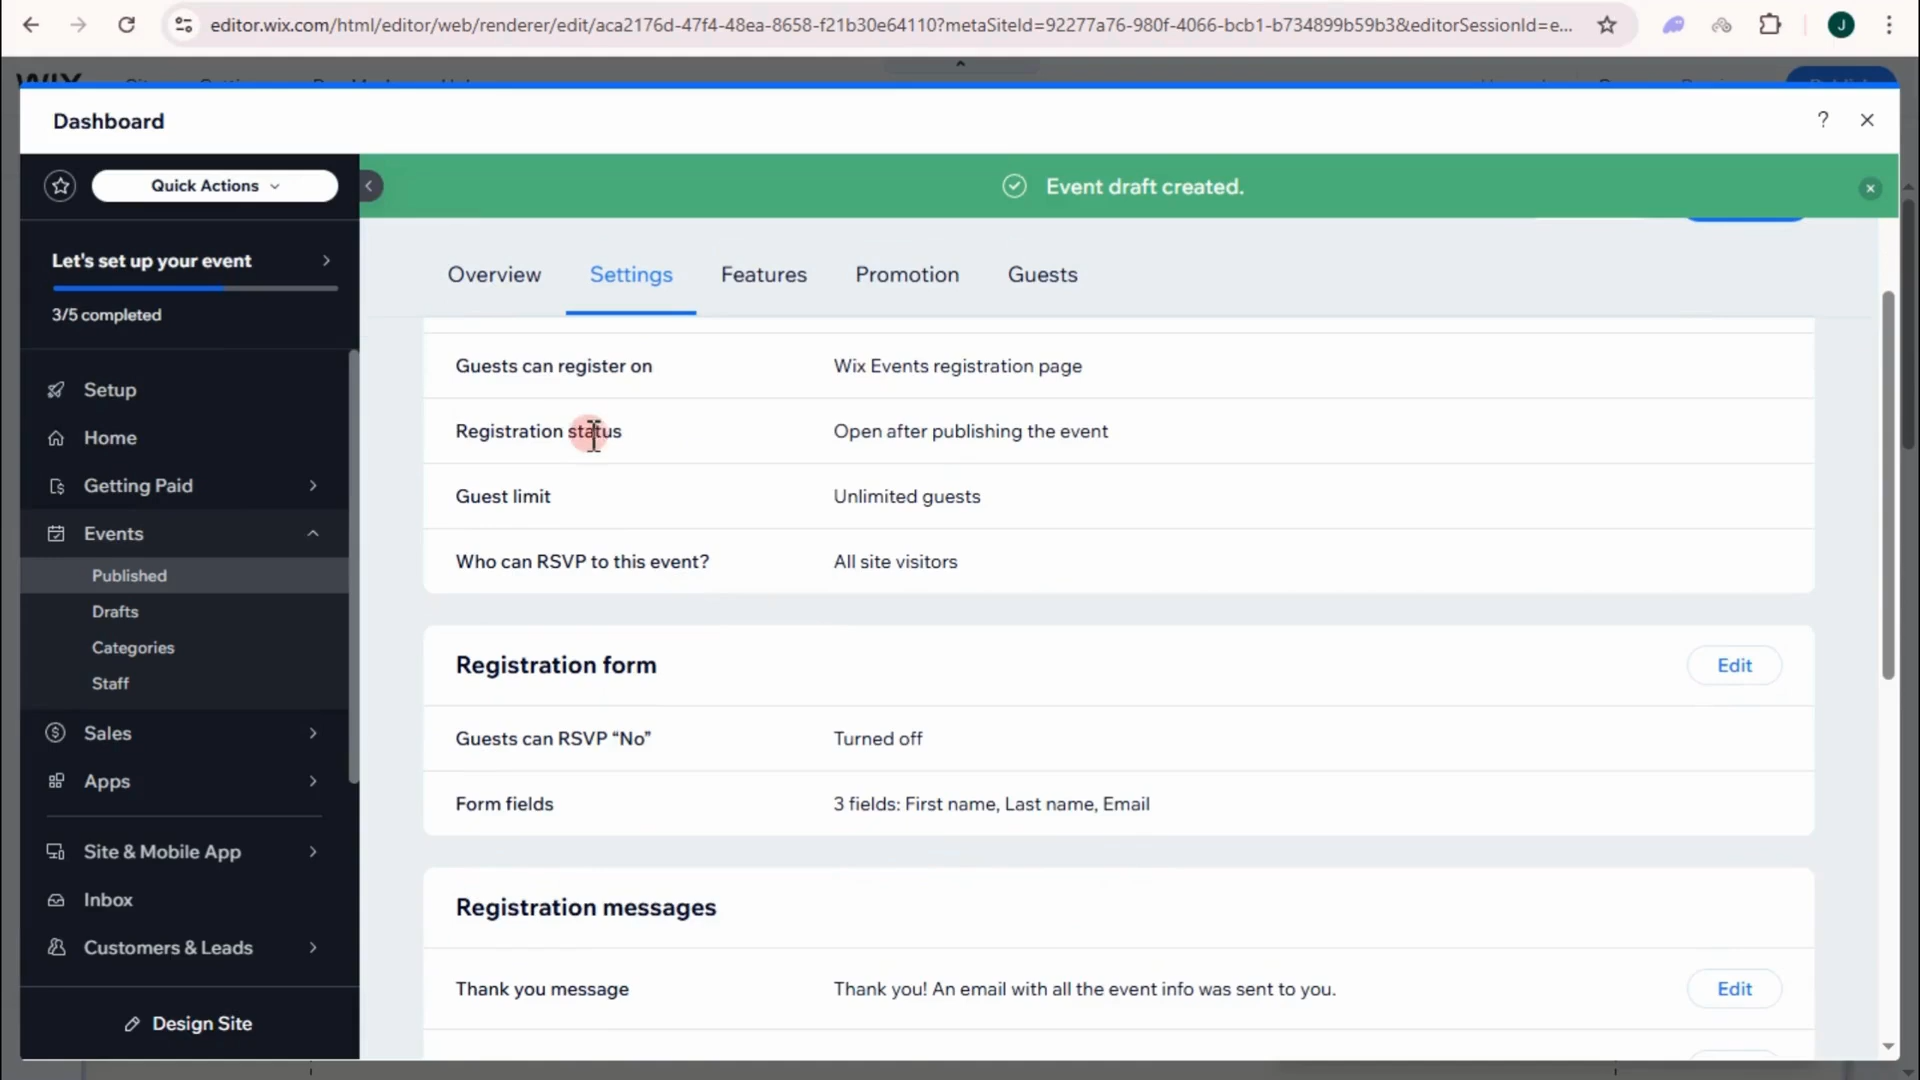 editor.wix.com/html/editor/web/renderer/edit/aca2176d-47f4-48ea-8658-f21b30e64110?metaSiteId=92277a76-980f-4066-bcb1-b734899b59b3&editorSessionId=e...
J
WIX
Dashboard
?
Quick Actions
Event draft created.
Let's set up your event
3/5 completed
Overview
Settings
Features
Promotion
Guests
Setup
Home
Getting Paid
Events
Published
Drafts
Categories
Staff
Sales
Apps
Site & Mobile App
Inbox
Customers & Leads
Design Site
Guests can register on
Wix Events registration page
Registration status
Open after publishing the event
Guest limit
Unlimited guests
Who can RSVP to this event?
All site visitors
Registration form
Edit
Guests can RSVP “No”
Turned off
Form fields
3 fields: First name, Last name, Email
Registration messages
Thank you message
Thank you! An email with all the event info was sent to you.
Edit